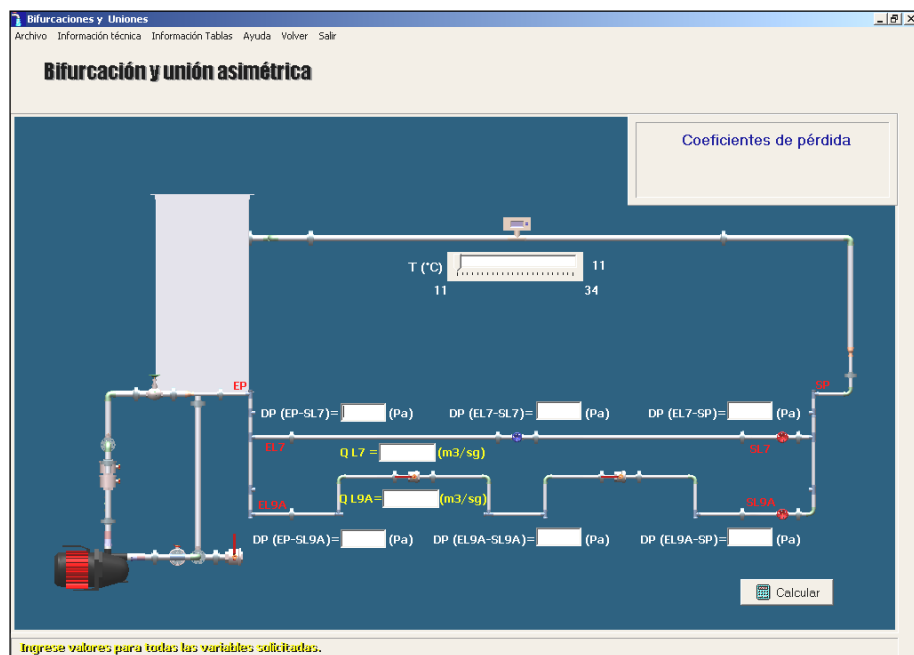 Bifurcaciones y Uniones
Archivo Información técnica Información Tablas Ayuda Volver Salir
Bifurcación y unión asimétrica
Coeficientes de pérdida
T (°C) 11
11 34
EP SP
DP (EP-SL7)= (Pa) DP (EL7-SL7)= (Pa) DP (EL7-SP)= (Pa)
EL7 Q L7 = (m3/sg) SL7
EL9A Q L9A= (m3/sg) SL9A
DP (EP-SL9A)= (Pa) DP (EL9A-SL9A)= (Pa) DP (EL9A-SP)= (Pa)
Calcular
Ingrese valores para todas las variables solicitadas.